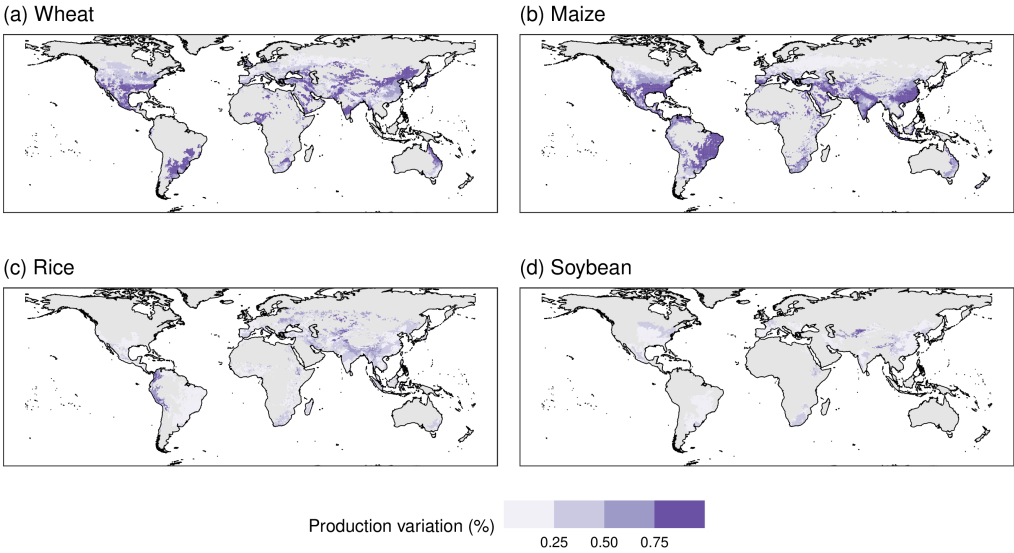 (a) Wheat
(b) Maize
(c) Rice
(d) Soybean
Production variation (%)
0.25 0.50 0.75